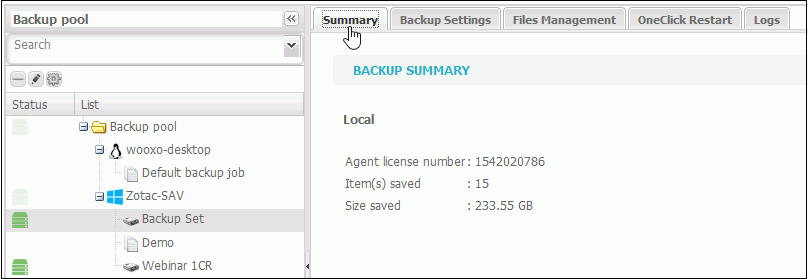 Backup pool
Search
Status List
Backup pool
wooxo-desktop
Default backup job
Zotac-SAV
Backup Set
Demo
Webinar 1CR
Summary Backup Settings Files Management OneClick Restart Logs
BACKUP SUMMARY
Local
Agent license number : 1542020786
Item(s) saved : 15
Size saved : 233.55 GB